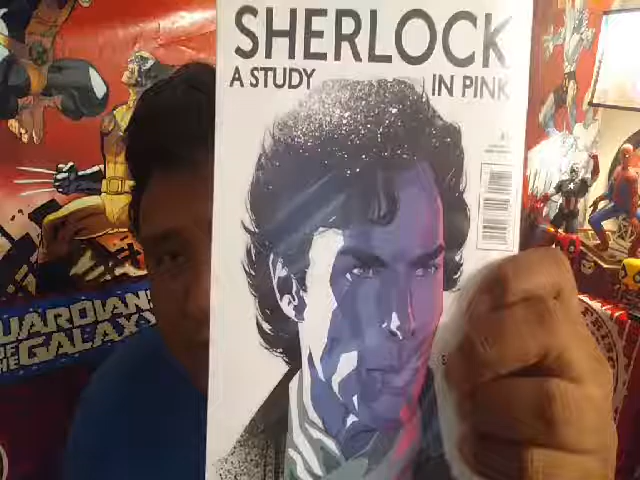 SHERLOCK
A STUDY IN PINK
GUARDIANS
OF THE
GALAXY